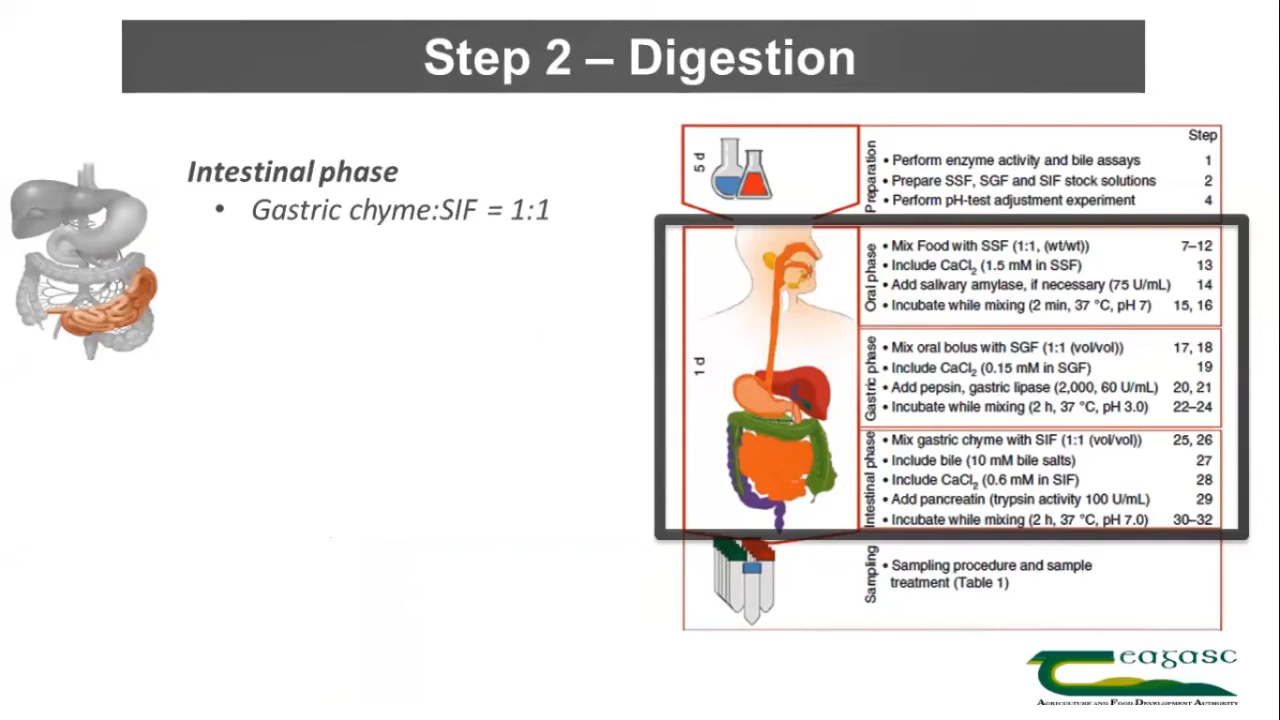 Step 2 – Digestion
Intestinal phase
• Gastric chyme:SIF = 1:1
Step
5 d
Preparation
• Perform enzyme activity and bile assays 1
• Prepare SSF, SGF and SIF stock solutions 2
• Perform pH-test adjustment experiment 4
1 d
Oral phase
• Mix Food with SSF (1:1, (wt/wt)) 7–12
• Include CaCl₂ (1.5 mM in SSF) 13
• Add salivary amylase, if necessary (75 U/mL) 14
• Incubate while mixing (2 min, 37 °C, pH 7) 15, 16
Gastric phase
• Mix oral bolus with SGF (1:1 (vol/vol)) 17, 18
• Include CaCl₂ (0.15 mM in SGF) 19
• Add pepsin, gastric lipase (2,000, 60 U/mL) 20, 21
• Incubate while mixing (2 h, 37 °C, pH 3.0) 22–24
Intestinal phase
• Mix gastric chyme with SIF (1:1 (vol/vol)) 25, 26
• Include bile (10 mM bile salts) 27
• Include CaCl₂ (0.6 mM in SIF) 28
• Add pancreatin (trypsin activity 100 U/mL) 29
• Incubate while mixing (2 h, 37 °C, pH 7.0) 30–32
Sampling
• Sampling procedure and sample
treatment (Table 1)
Teagasc
AGRICULTURE AND FOOD DEVELOPMENT AUTHORITY